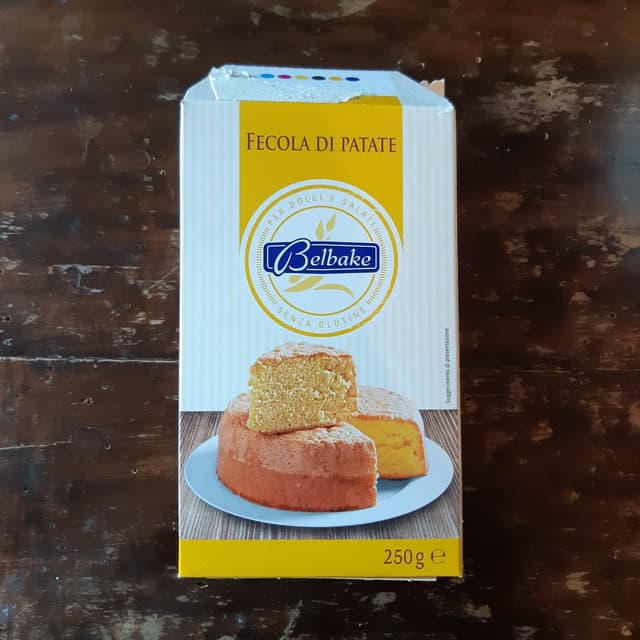 FECOLA DI PATATE
PER DOLCI E SALATI
Belbake
SENZA GLUTINE
Suggerimento di presentazione
250g e